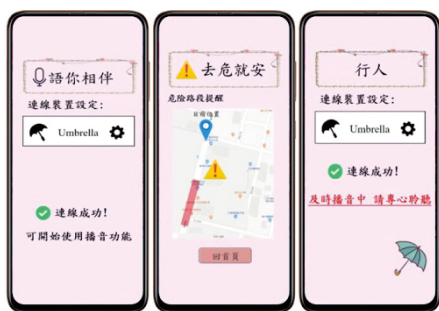 語你相伴
連線裝置設定:
Umbrella
連線成功!
可開始使用播音功能
去危就安
危險路段提醒
目前位置
回首頁
行人
連線裝置設定:
Umbrella
連線成功!
及時播音中 請專心聆聽